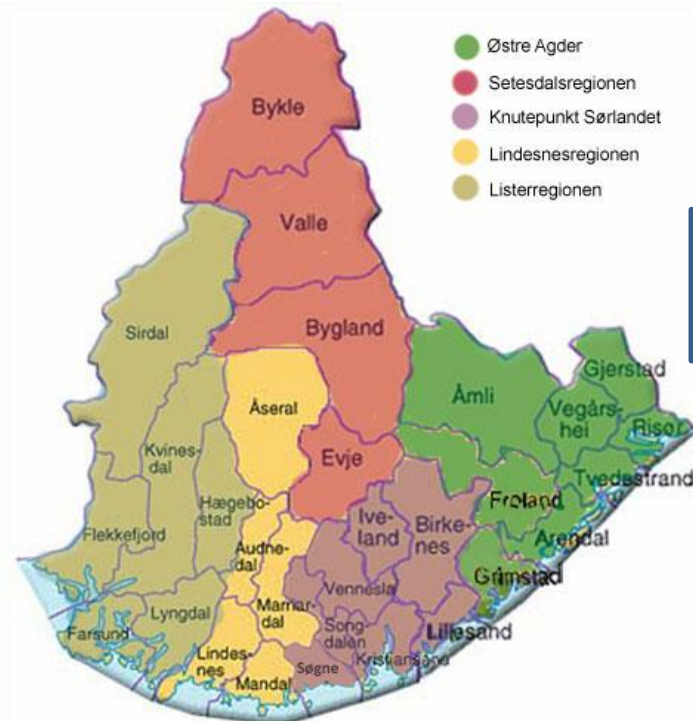 Østre Agder
Setesdalsregionen
Knutepunkt Sørlandet
Lindesnesregionen
Listerregionen
Bykle
Valle
Bygland
Sirdal
Åseral
Evje
Åmli
Gjerstad
Vegårs-
hei
Risør
Tvedestrand
Froland
Arendal
Grimstad
Kvines-
dal
Hægebo-
stad
Flekkefjord
Audne-
dal
Ive-
land
Birke-
nes
Vennesla
Marnar-
dal
Lyngdal
Farsund
Song-
dalen
Lillesand
Lindes-
nes
Søgne
Kristiansand
Mandal